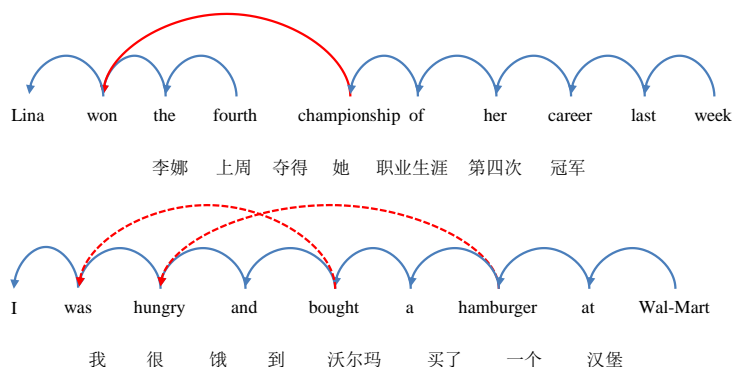 Lina won the fourth championship of her career last week
李娜 上周 夺得 她 职业生涯 第四次 冠军
I was hungry and bought a hamburger at Wal-Mart
我 很 饿 到 沃尔玛 买了 一个 汉堡